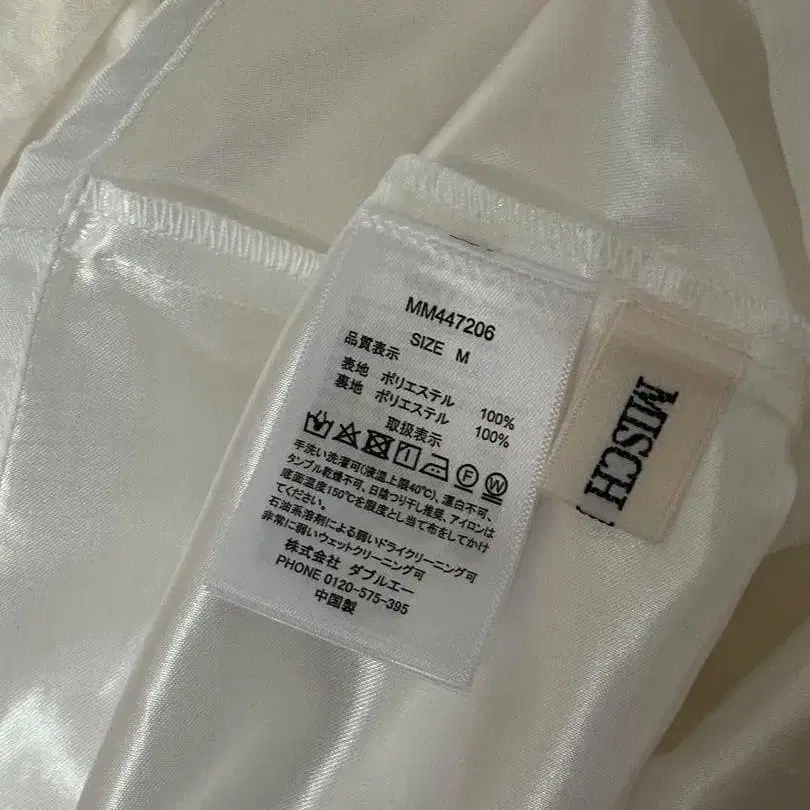 MM447206
SIZE M
品質表示
表地 ポリエステル 100%
裏地 ポリエステル 100%
取扱表示
手洗い洗濯可(液温上限40℃)、漂白不可、
タンブル乾燥不可、日陰つり干し推奨、アイロンは
底面温度150℃を限度とし当て布をしてかけ
てください。
石油系溶剤による弱いドライクリーニング可
非常に弱いウェットクリーニング可
株式会社 ダブルエー
PHONE 0120-575-395
中国製
MISCH